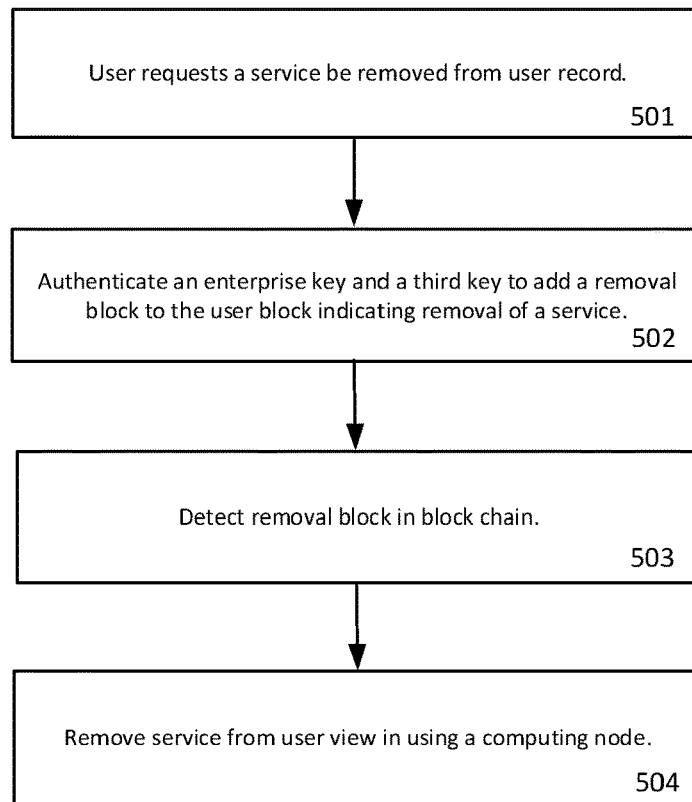 User requests a service be removed from user record.
501
Authenticate an enterprise key and a third key to add a removal
block to the user block indicating removal of a service.
502
Detect removal block in block chain.
503
Remove service from user view in using a computing node.
504